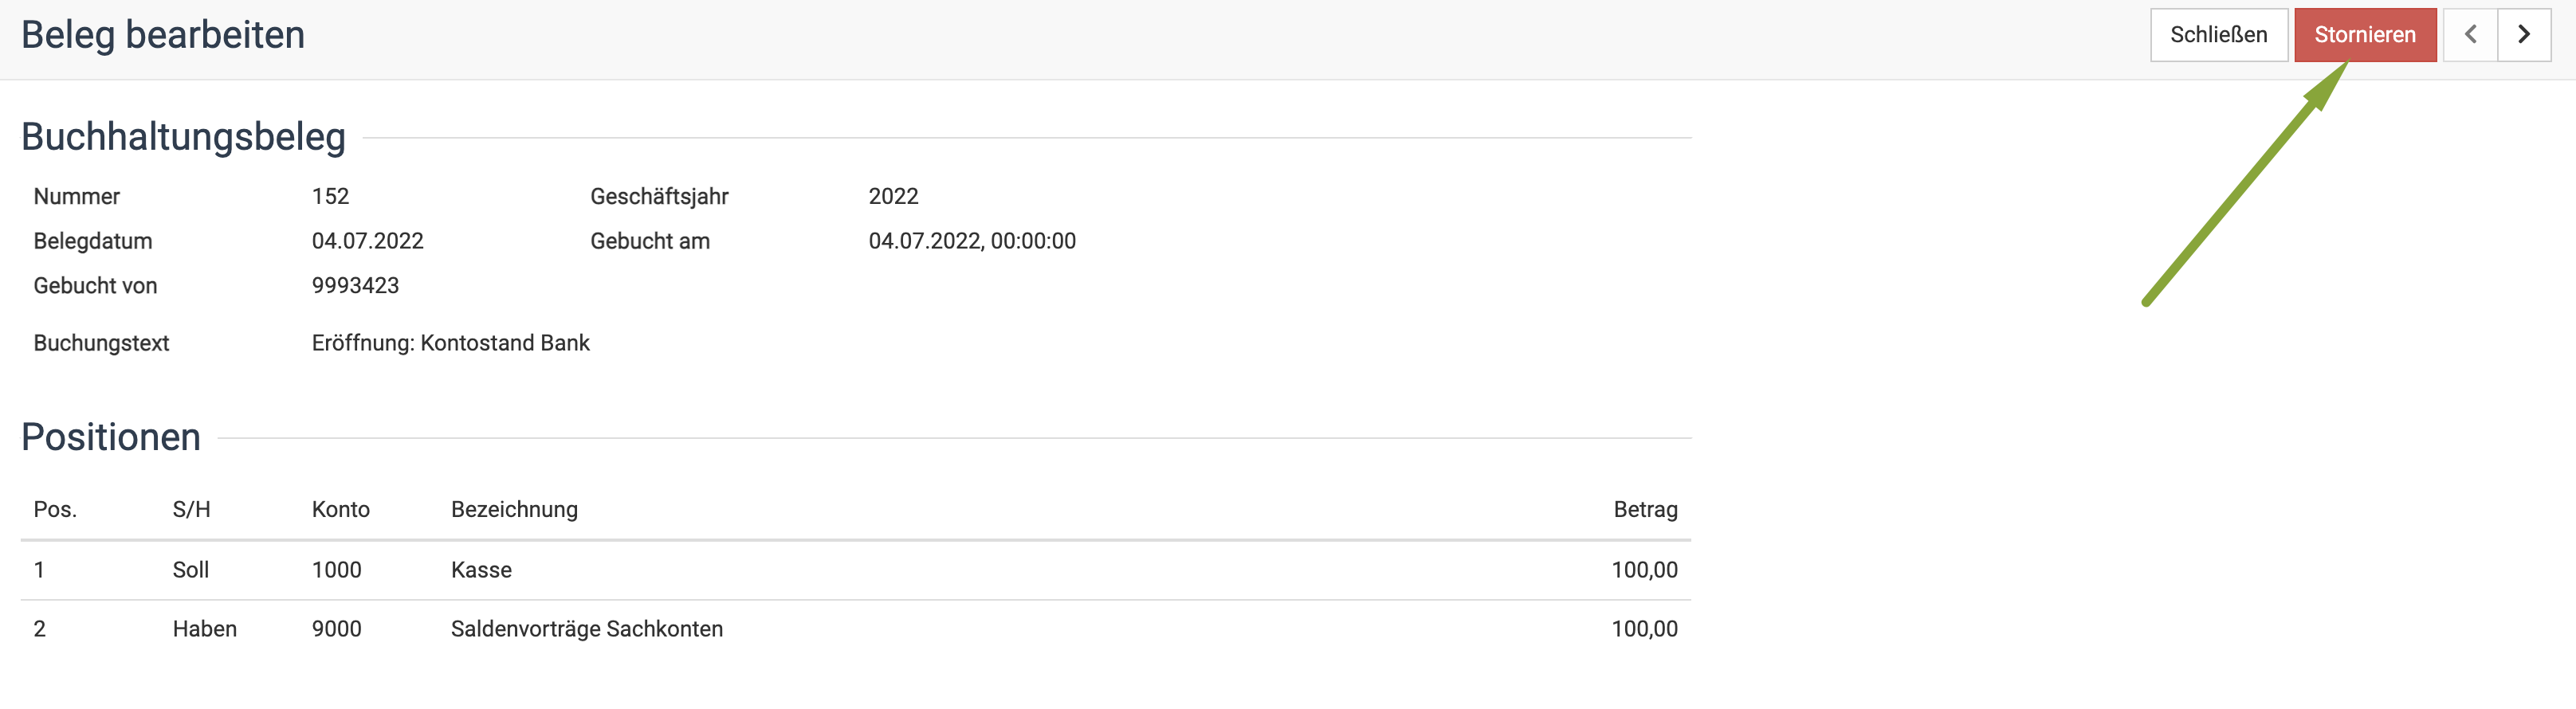 Beleg bearbeiten Schließen Stornieren
Buchhaltungsbeleg
Nummer 152 Geschäftsjahr 2022
Belegdatum 04.07.2022 Gebucht am 04.07.2022, 00:00:00
Gebucht von 9993423
Buchungstext Eröffnung: Kontostand Bank
Positionen
Pos. S/H Konto Bezeichnung Betrag
1 Soll 1000 Kasse 100,00
2 Haben 9000 Saldenvorträge Sachkonten 100,00